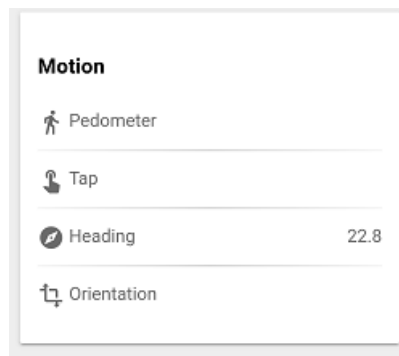 Motion
Pedometer
Tap
Heading 22.8
Orientation